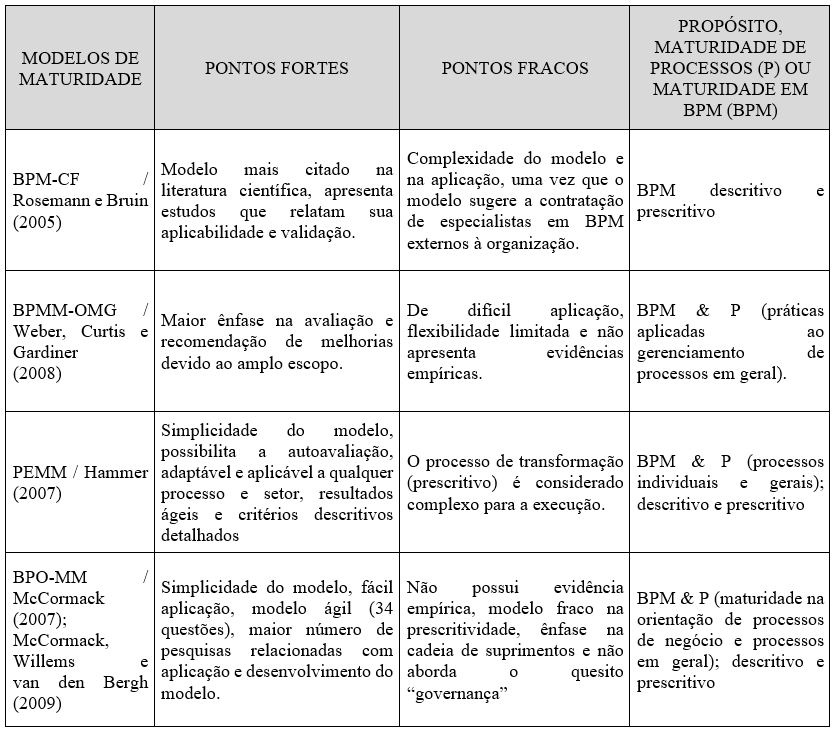 MODELOS DE
MATURIDADE
PONTOS FORTES
PONTOS FRACOS
PROPÓSITO,
MATURIDADE DE
PROCESSOS (P) OU
MATURIDADE EM
BPM (BPM)
BPM-CF /
Rosemann e Bruin
(2005)
Modelo mais citado na
literatura científica, apresenta
estudos que relatam sua
aplicabilidade e validação.
Complexidade do modelo e
na aplicação, uma vez que o
modelo sugere a contratação
de especialistas em BPM
externos à organização.
BPM descritivo e
prescritivo
BPMM-OMG /
Weber, Curtis e
Gardiner
(2008)
Maior ênfase na avaliação e
recomendação de melhorias
devido ao amplo escopo.
De difícil aplicação,
flexibilidade limitada e não
apresenta evidências
empíricas.
BPM & P (práticas
aplicadas ao
gerenciamento de
processos em geral).
PEMM / Hammer
(2007)
Simplicidade do modelo,
possibilita a autoavaliação,
adaptável e aplicável a qualquer
processo e setor, resultados
ágeis e critérios descritivos
detalhados
O processo de transformação
(prescritivo) é considerado
complexo para a execução.
BPM & P (processos
individuais e gerais);
descritivo e prescritivo
BPO-MM /
McCormack
(2007);
McCormack,
Willems e
van den Bergh
(2009)
Simplicidade do modelo, fácil
aplicação, modelo ágil (34
questões), maior número de
pesquisas relacionadas com
aplicação e desenvolvimento do
modelo.
Não possui evidência
empírica, modelo fraco na
prescritividade, ênfase na
cadeia de suprimentos e não
aborda o quesito
“governança”
BPM & P (maturidade na
orientação de processos
de negócio e processos
em geral); descritivo e
prescritivo